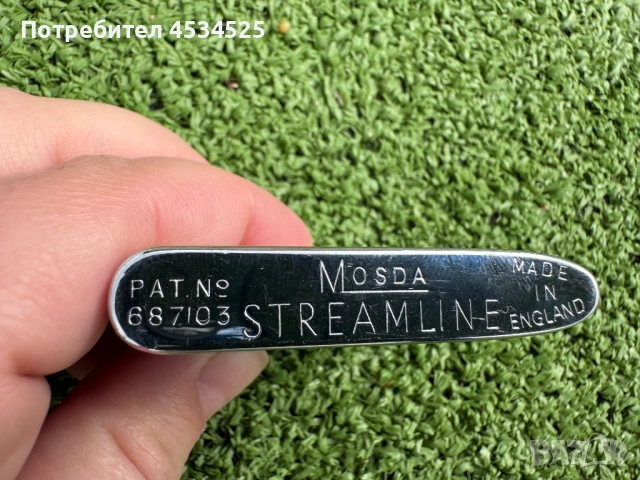 Потребител 4534525
PAT. No
687103
MOSDA
STREAMLINE
MADE
IN
ENGLAND